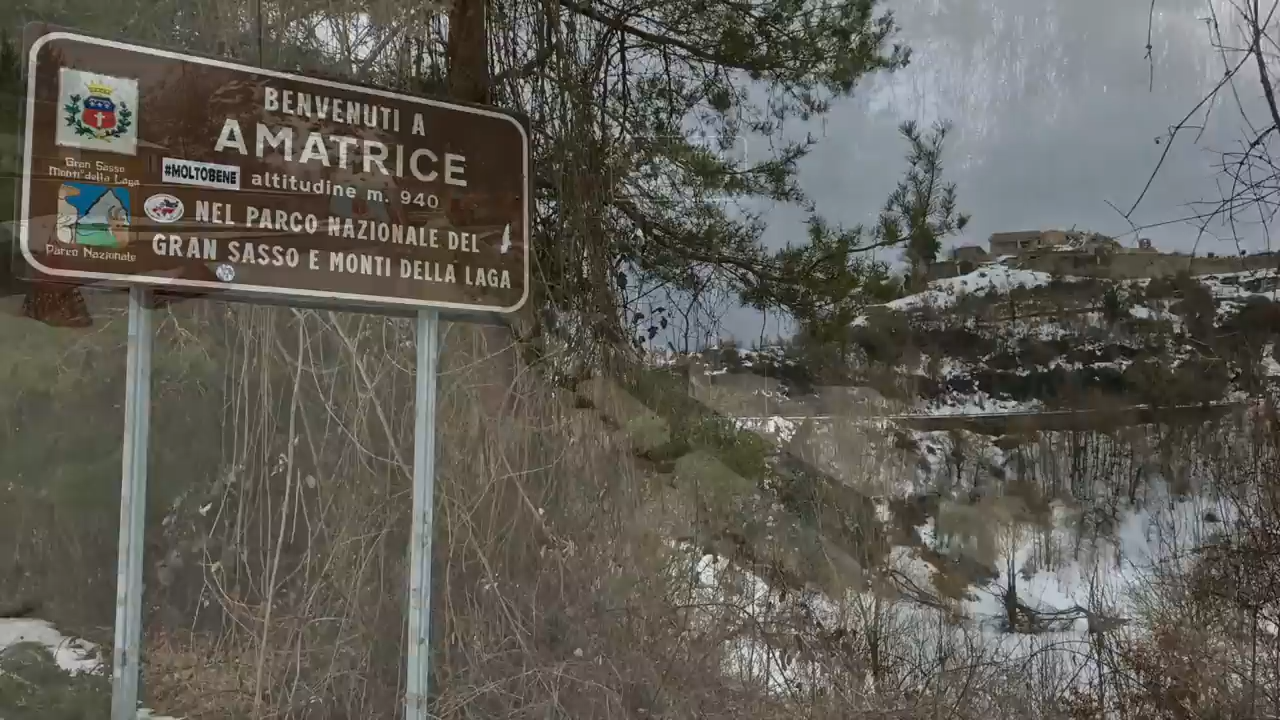 BENVENUTI A
AMATRICE
Gran Sasso
Monti della Laga
#MOLTOBENE
altitudine m. 940
NEL PARCO NAZIONALE DEL
GRAN SASSO E MONTI DELLA LAGA
Parco Nazionale